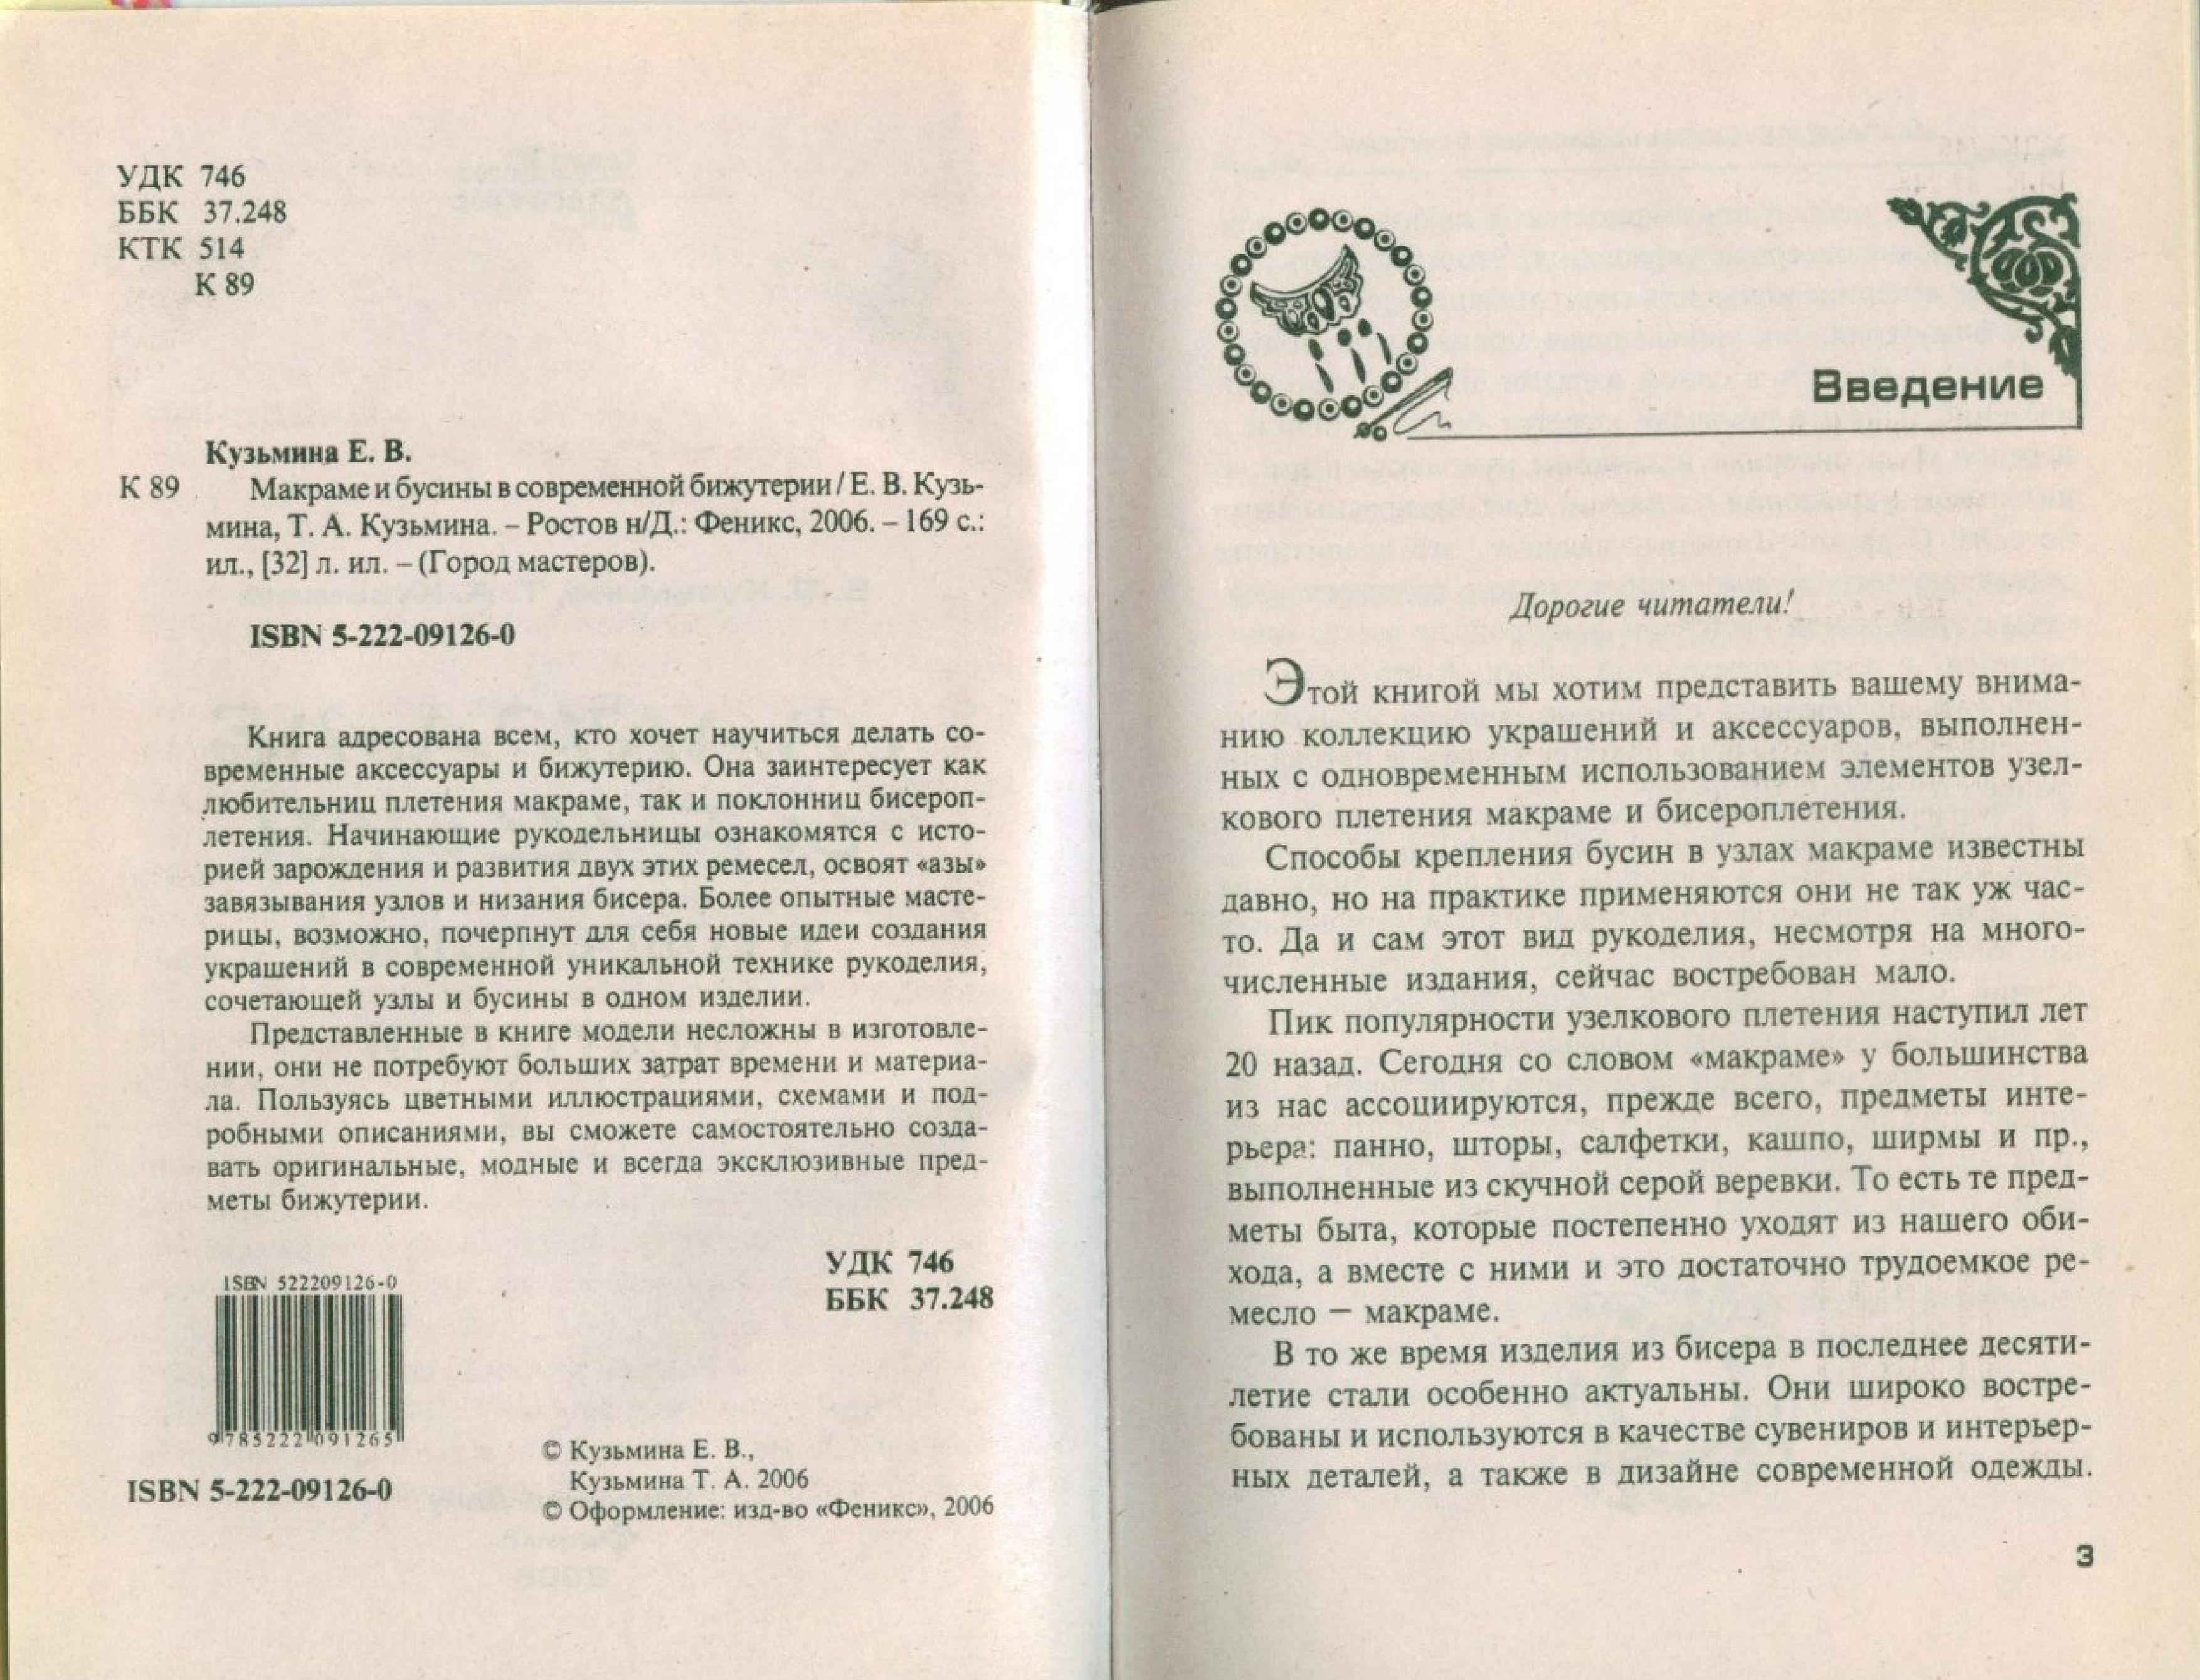 УДК 746
ББК 37.248
КТК 514
К 89
Кузьмина Е. В.
К 89 Макраме и бусины в современной бижутерии / Е. В. Кузь-
мина, Т. А. Кузьмина. – Ростов н/Д.: Феникс, 2006. – 169 с.:
ил., [32] л. ил. – (Город мастеров).
ISBN 5-222-09126-0
Книга адресована всем, кто хочет научиться делать со-
временные аксессуары и бижутерию. Она заинтересует как
любительниц плетения макраме, так и поклонниц бисероп-
летения. Начинающие рукодельницы ознакомятся с исто-
рией зарождения и развития двух этих ремесел, освоят «азы»
завязывания узлов и низания бисера. Более опытные масте-
рицы, возможно, почерпнут для себя новые идеи создания
украшений в современной уникальной технике рукоделия,
сочетающей узлы и бусины в одном изделии.
Представленные в книге модели несложны в изготовле-
нии, они не потребуют больших затрат времени и материа-
ла. Пользуясь цветными иллюстрациями, схемами и под-
робными описаниями, вы сможете самостоятельно созда-
вать оригинальные, модные и всегда эксклюзивные пред-
меты бижутерии.
УДК 746
ББК 37.248
ISBN 522209126-0
9 785222 091265
ISBN 5-222-09126-0
© Кузьмина Е. В.,
Кузьмина Т. А. 2006
© Оформление: изд-во «Феникс», 2006
Введение
Дорогие читатели!
Этой книгой мы хотим представить вашему внима-
нию коллекцию украшений и аксессуаров, выполнен-
ных с одновременным использованием элементов узел-
кового плетения макраме и бисероплетения.
Способы крепления бусин в узлах макраме известны
давно, но на практике применяются они не так уж час-
то. Да и сам этот вид рукоделия, несмотря на много-
численные издания, сейчас востребован мало.
Пик популярности узелкового плетения наступил лет
20 назад. Сегодня со словом «макраме» у большинства
из нас ассоциируются, прежде всего, предметы инте-
рьера: панно, шторы, салфетки, кашпо, ширмы и пр.,
выполненные из скучной серой веревки. То есть те пред-
меты быта, которые постепенно уходят из нашего оби-
хода, а вместе с ними и это достаточно трудоемкое ре-
месло — макраме.
В то же время изделия из бисера в последнее десяти-
летие стали особенно актуальны. Они широко востре-
бованы и используются в качестве сувениров и интерьер-
ных деталей, а также в дизайне современной одежды.
3